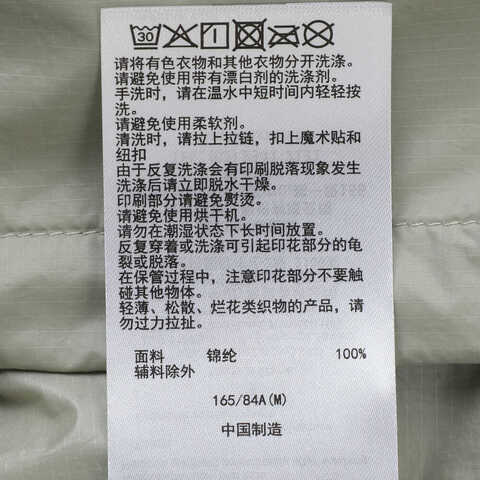 30
请将有色衣物和其他衣物分开洗涤。
请避免使用带有漂白剂的洗涤剂。
手洗时，请在温水中短时间内轻轻按
洗。
请避免使用柔软剂。
清洗时，请拉上拉链，扣上魔术贴和
纽扣
由于反复洗涤会有印刷脱落现象发生
洗涤后请立即脱水干燥。
印刷部分请避免熨烫。
请避免使用烘干机。
请勿在潮湿状态下长时间放置。
反复穿着或洗涤可引起印花部分的龟
裂或脱落。
在保管过程中，注意印花部分不要触
碰其他物体。
轻薄、松散、烂花类织物的产品，请
勿过力拉扯。
面料 锦纶 100%
辅料除外
165/84A(M)
中国制造